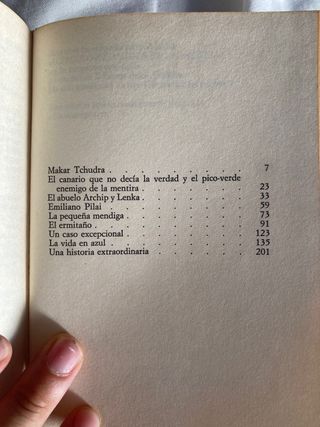 Makar Tchudra . . . . . . . . 7
El canario que no decía la verdad y el pico-verde
enemigo de la mentira . . . . . . . 23
El abuelo Archip y Lenka . . . . . . 33
Emiliano Pilai . . . . . . . . 59
La pequeña mendiga . . . . . . . 73
El ermitaño . . . . . . . . . 91
Un caso excepcional . . . . . . . 123
La vida en azul . . . . . . . . 135
Una historia extraordinaria . . . . . . 201